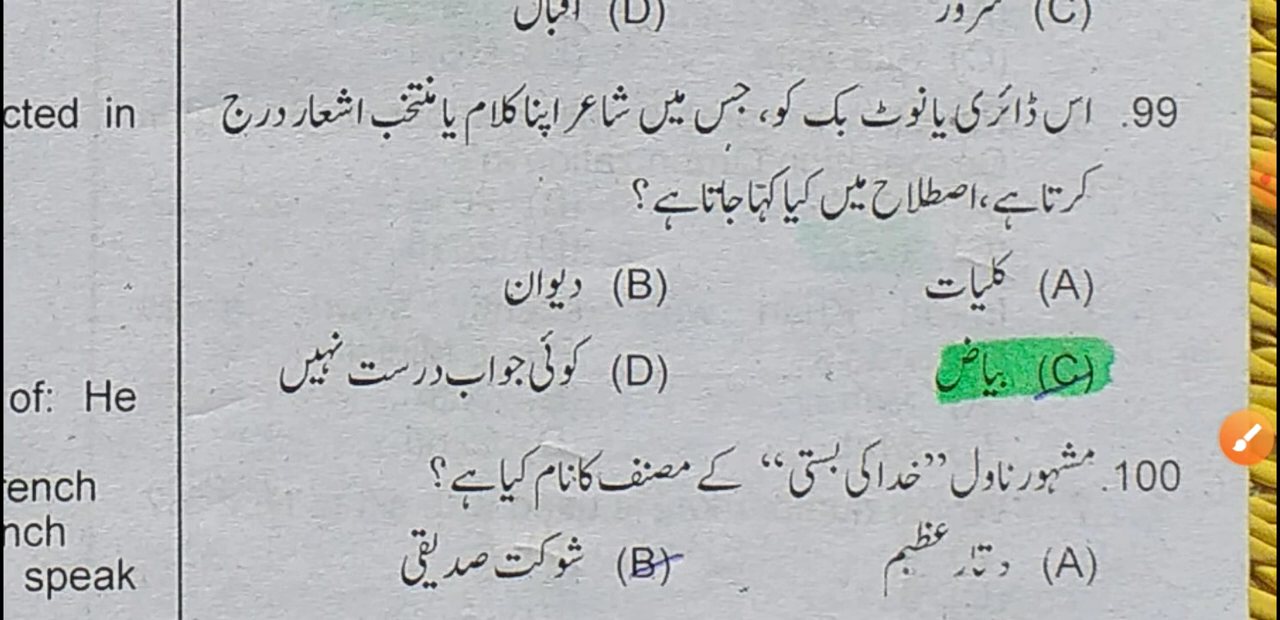 (C) سرور (D) اقبال
99. اس ڈائری یا نوٹ بک کو، جس میں شاعر اپنا کلام یا منتخب اشعار درج
کرتا ہے، اصطلاح میں کیا کہا جاتا ہے؟
(A) کلیات (B) دیوان
(C) بیاض (D) کوئی جواب درست نہیں
100. مشہور ناول ”خدا کی بستی“ کے مصنف کا نام کیا ہے؟
(A) وقار عظیم (B) شوکت صدیقی
cted in
of: He
ench
nch
speak